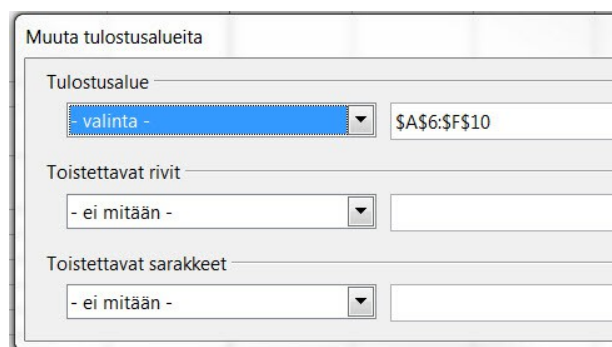 Muuta tulostusalueita
Tulostusalue
- valinta -
$A$6:$F$10
Toistettavat rivit
- ei mitään -
Toistettavat sarakkeet
- ei mitään -